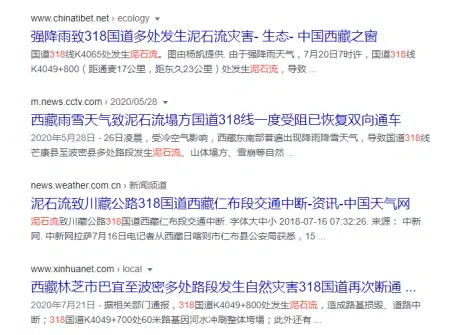 www.chinatibet.net › ecology
强降雨致318国道多处发生泥石流灾害- 生态- 中国西藏之窗
国道318线K4065处发生泥石流。图由杨凯提供. 由于强降雨天气，7月20日7时许，国道318线
K4049+800（距通麦17公里，距东久23公里）处发生泥石流，导致 ...
m.news.cctv.com › 2020/05/28
西藏雨雪天气致泥石流塌方国道318线一度受阻已恢复双向通车
2020年5月28日 - 26日凌晨，受冷空气影响，西藏东南部普遍出现降雨降雪天气，导致国道318线
芒康县至波密县多处路段发生泥石流、山体塌方、雪崩等自然 ...
news.weather.com.cn › 新闻频道
泥石流致川藏公路318国道西藏仁布段交通中断-资讯-中国天气网
泥石流致川藏公路318国道西藏仁布段交通中断. 字体大中小 2018-07-16 07:32:26. 来源： 中新
网. 中新网拉萨7月16日电记者从西藏日喀则市仁布县公安局获悉，15 ...
www.xinhuanet.com › local
西藏林芝市巴宜至波密多处路段发生自然灾害318国道再次断通 ...
2020年7月21日 - 据相关部门通报，318国道K4049+800处发生泥石流，造成路基损毁、道路中
断；318国道K4049+700处60米路基因河水冲刷整体垮塌；此外还有 ...